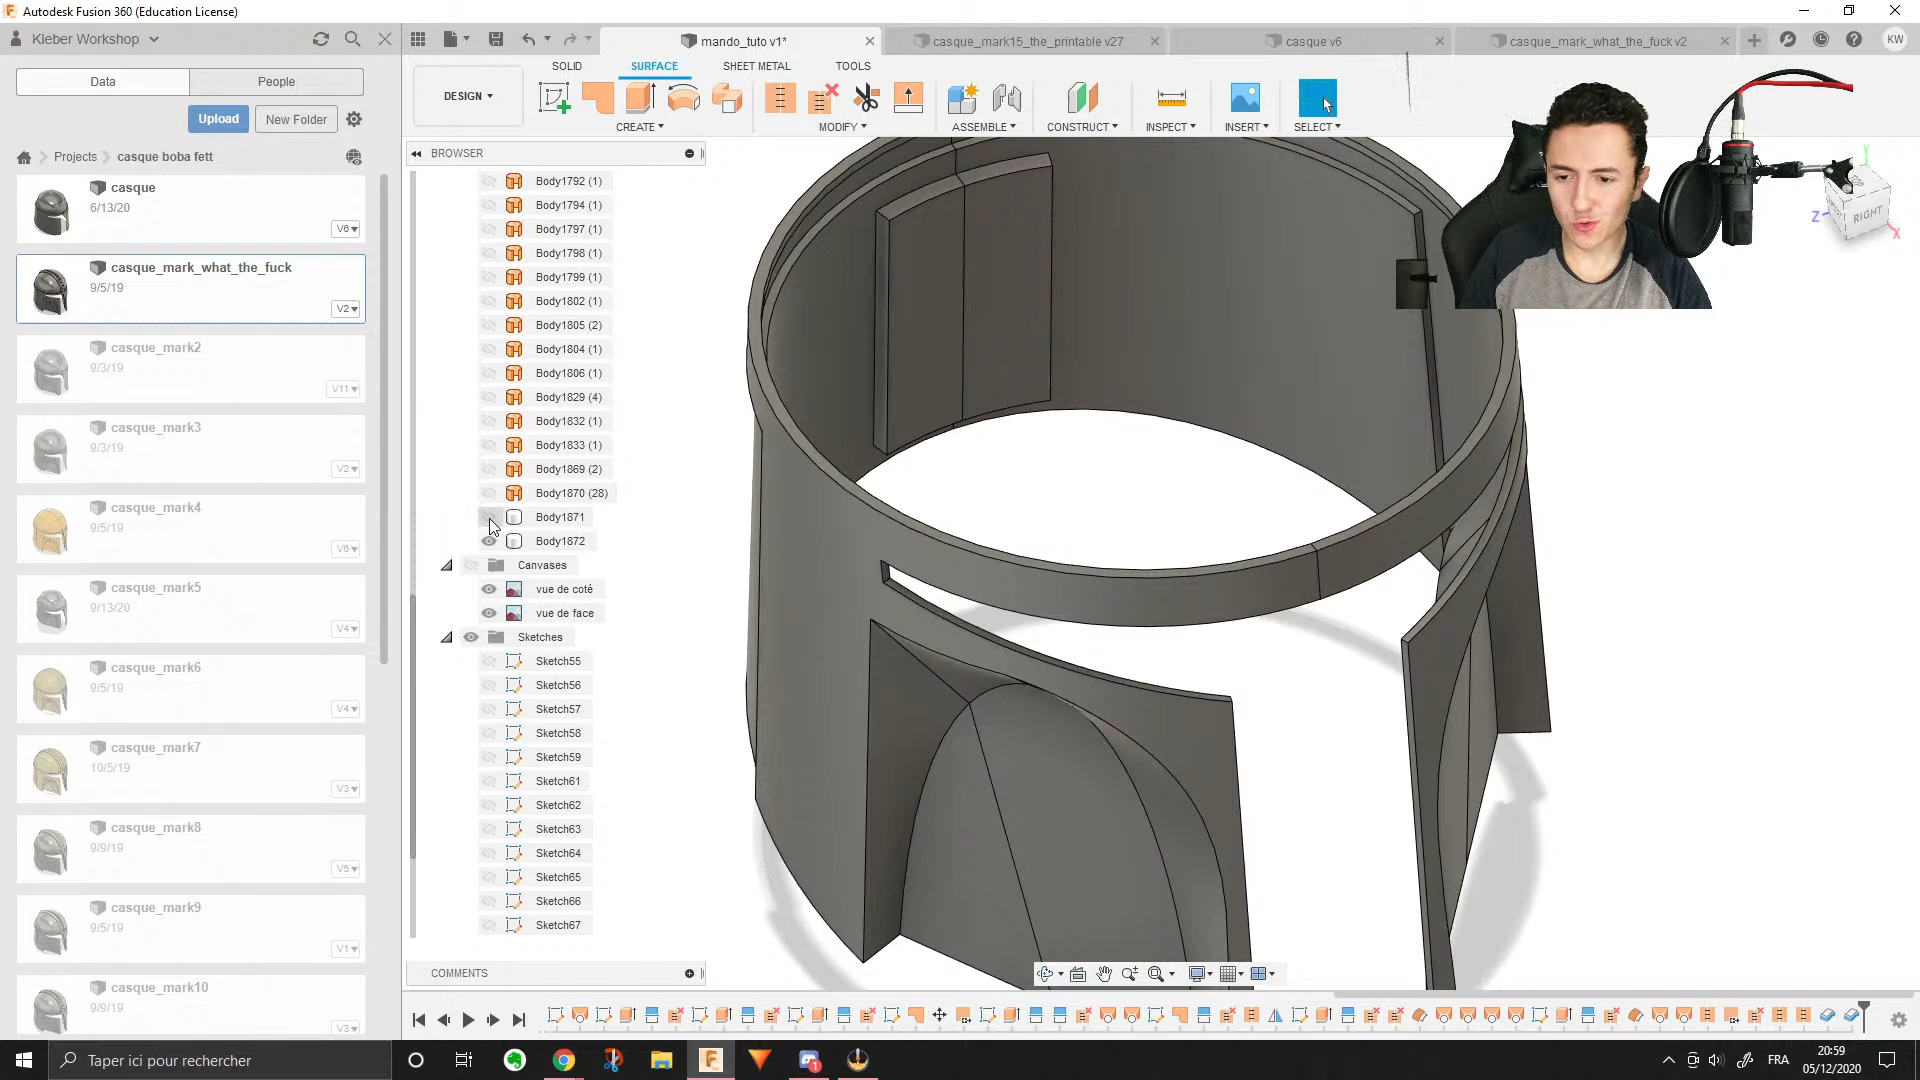 Autodesk Fusion 360 (Education License)
Kleber Workshop
mando_tuto v1*
casque_mark15_the_printable v27
casque v6
casque_mark_what_the_fuck v2
KW
Data
People
SOLID
SURFACE
SHEET METAL
TOOLS
Upload
New Folder
DESIGN
CREATE
MODIFY
ASSEMBLE
CONSTRUCT
INSPECT
INSERT
SELECT
Projects
casque boba fett
BROWSER
casque
6/13/20
V6
casque_mark_what_the_fuck
9/5/19
V2
casque_mark2
9/3/19
V11
casque_mark3
9/3/19
V2
casque_mark4
9/5/19
V6
casque_mark5
9/13/20
V4
casque_mark6
9/5/19
V4
casque_mark7
10/5/19
V3
casque_mark8
9/9/19
V5
casque_mark9
9/5/19
V1
casque_mark10
9/9/19
V3
Body1792 (1)
Body1794 (1)
Body1797 (1)
Body1798 (1)
Body1799 (1)
Body1802 (1)
Body1805 (2)
Body1804 (1)
Body1806 (1)
Body1829 (4)
Body1832 (1)
Body1833 (1)
Body1869 (2)
Body1870 (28)
Body1871
Body1872
Canvases
vue de coté
vue de face
Sketches
Sketch55
Sketch56
Sketch57
Sketch58
Sketch59
Sketch61
Sketch62
Sketch63
Sketch64
Sketch65
Sketch66
Sketch67
COMMENTS
Y
TOP
Z
RIGHT
X
Taper ici pour rechercher
FRA
20:59
05/12/2020